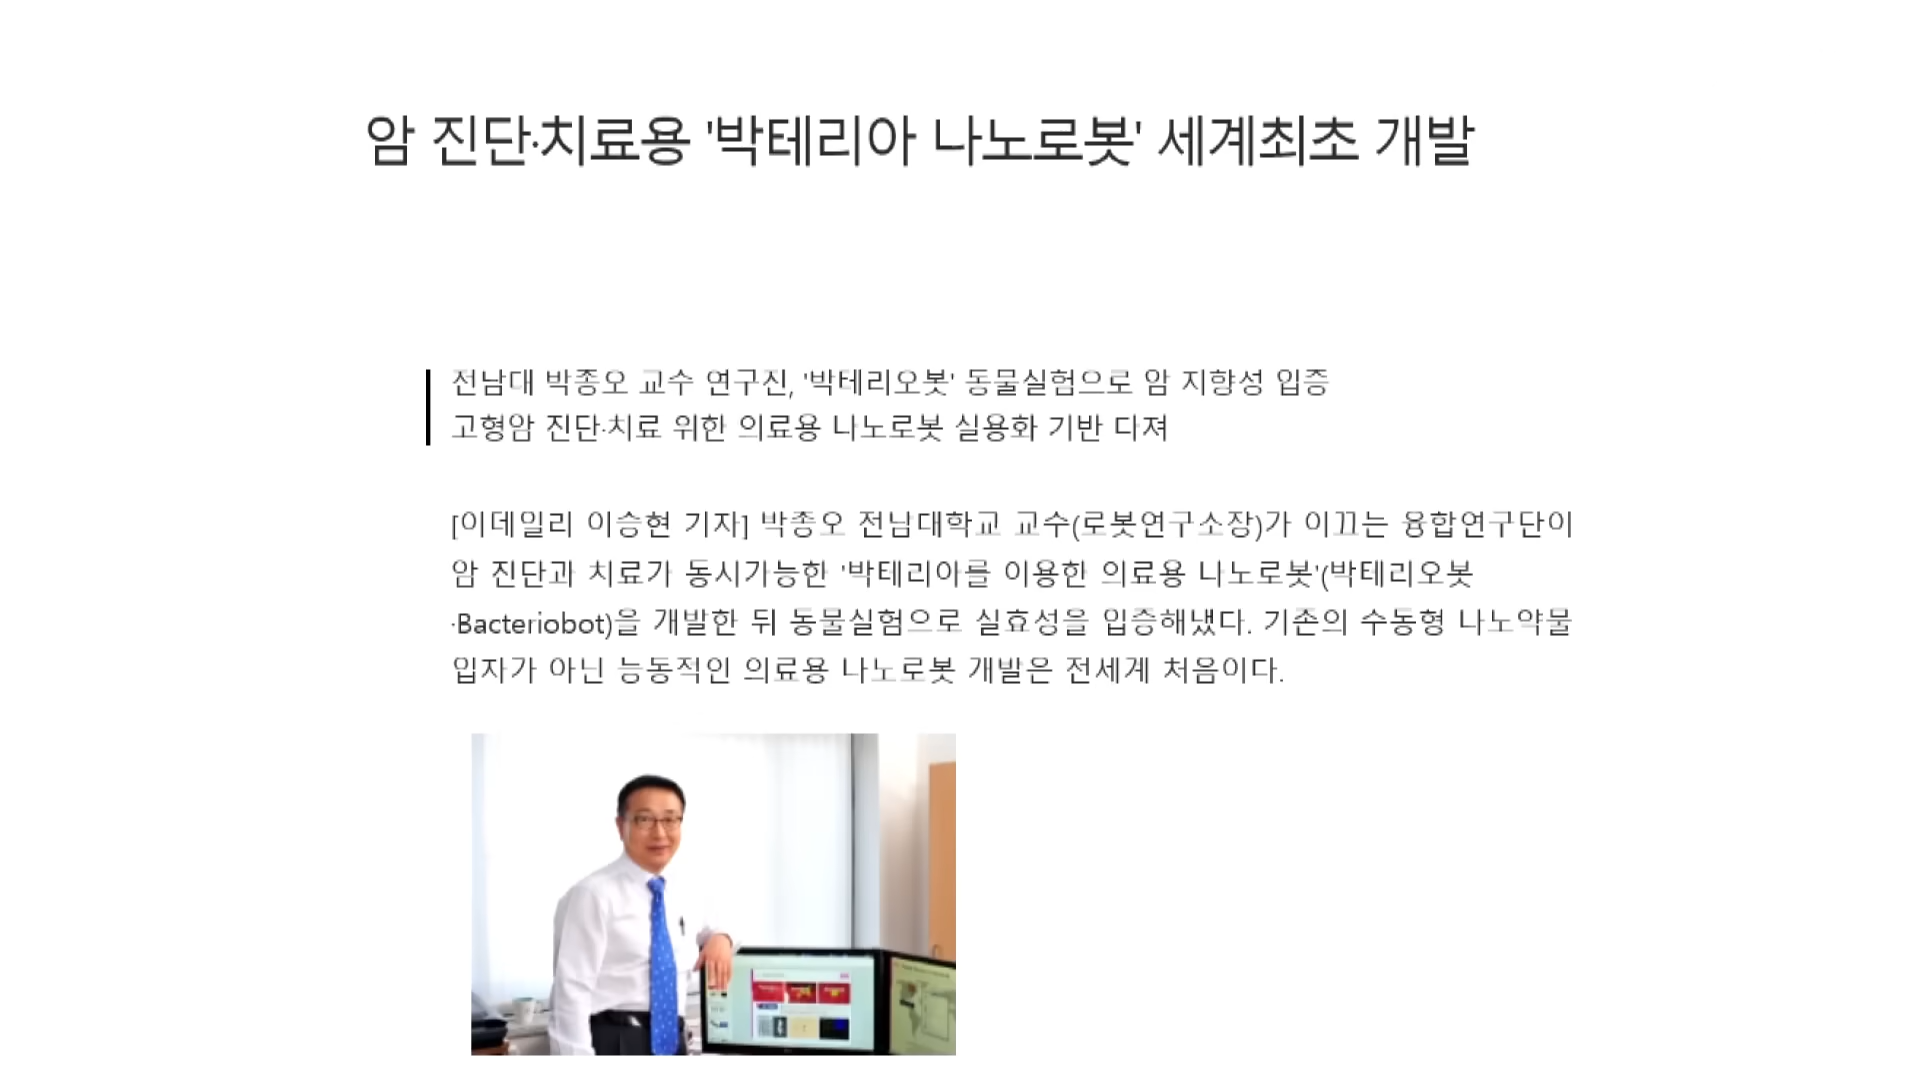 암 진단·치료용 '박테리아 나노로봇' 세계최초 개발
전남대 박종오 교수 연구진, '박테리오봇' 동물실험으로 암 지향성 입증
고형암 진단·치료 위한 의료용 나노로봇 실용화 기반 다져
[이데일리 이승현 기자] 박종오 전남대학교 교수(로봇연구소장)가 이끄는 융합연구단이
암 진단과 치료가 동시가능한 '박테리아를 이용한 의료용 나노로봇'(박테리오봇
·Bacteriobot)을 개발한 뒤 동물실험으로 실효성을 입증해냈다. 기존의 수동형 나노약물
입자가 아닌 능동적인 의료용 나노로봇 개발은 전세계 처음이다.